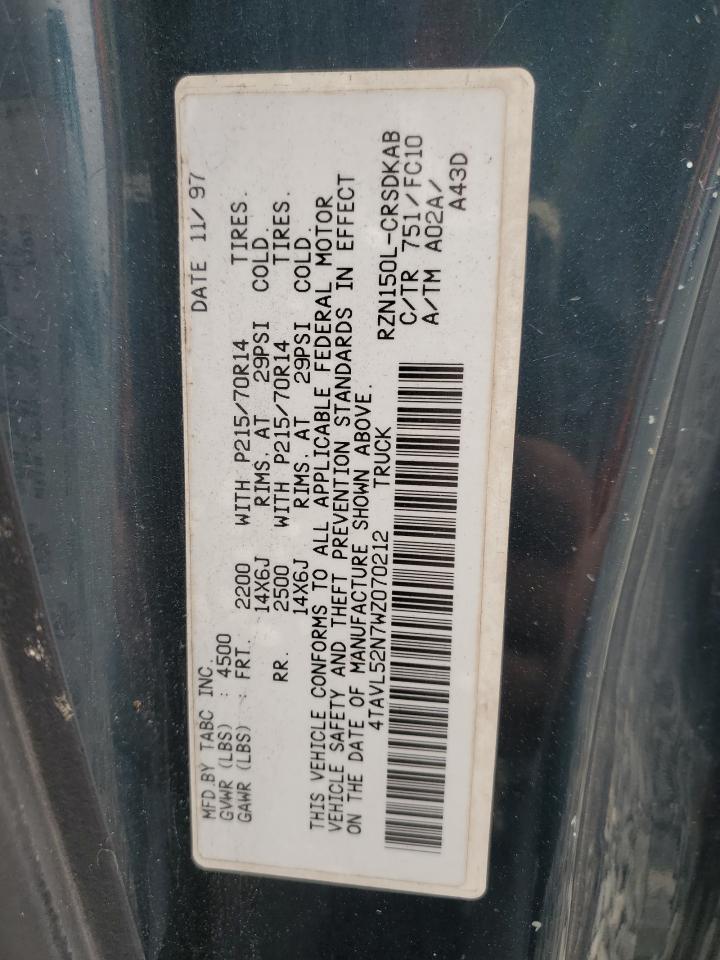 MFD.BY TABC INC. DATE 11/97
GVWR (LBS) : 4500
GAWR (LBS) : FRT. 2200 WITH P215/70R14 TIRES.
14X6J RIMS, AT 29PSI COLD.
RR. 2500 WITH P215/70R14 TIRES.
14X6J RIMS, AT 29PSI COLD.
THIS VEHICLE CONFORMS TO ALL APPLICABLE FEDERAL MOTOR
VEHICLE SAFETY AND THEFT PREVENTION STANDARDS IN EFFECT
ON THE DATE OF MANUFACTURE SHOWN ABOVE.
4TAVL52N7WZ070212 TRUCK
RZN150L-CRSDKAB
C/TR 751/FC10
A/TM A02A/
A43D